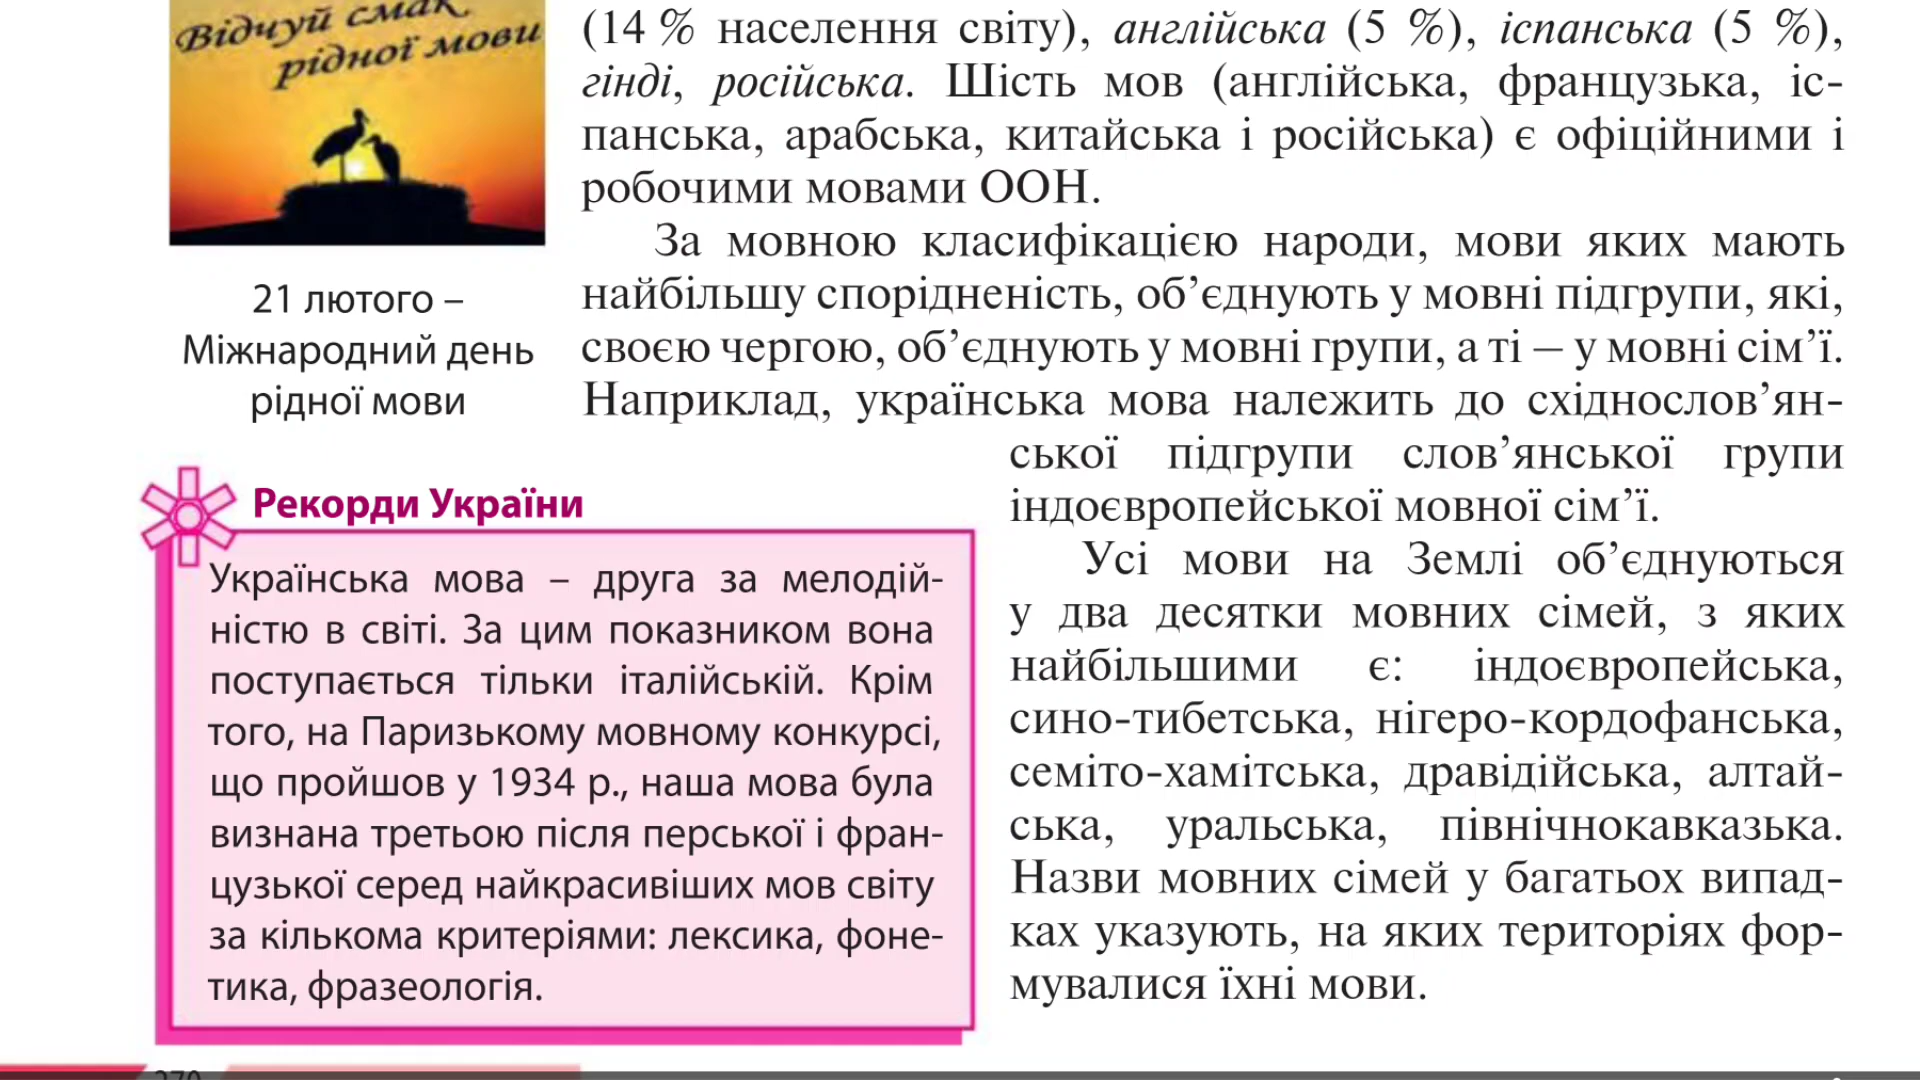 Відчуй смак
рідної мови
21 лютого –
Міжнародний день
рідної мови
(14 % населення світу), англійська (5 %), іспанська (5 %),
гінді, російська. Шість мов (англійська, французька, іс-
панська, арабська, китайська і російська) є офіційними і
робочими мовами ООН.
За мовною класифікацією народи, мови яких мають
найбільшу спорідненість, об’єднують у мовні підгрупи, які,
своєю чергою, об’єднують у мовні групи, а ті – у мовні сім’ї.
Наприклад, українська мова належить до східнослов’ян-
ської підгрупи слов’янської групи
індоєвропейської мовної сім’ї.
Усі мови на Землі об’єднуються
у два десятки мовних сімей, з яких
найбільшими є: індоєвропейська,
сино-тибетська, нігеро-кордофанська,
семіто-хамітська, дравідійська, алтай-
ська, уральська, північнокавказька.
Назви мовних сімей у багатьох випад-
ках указують, на яких територіях фор-
мувалися їхні мови.
Рекорди України
Українська мова – друга за мелодій-
ністю в світі. За цим показником вона
поступається тільки італійській. Крім
того, на Паризькому мовному конкурсі,
що пройшов у 1934 р., наша мова була
визнана третьою після перської і фран-
цузької серед найкрасивіших мов світу
за кількома критеріями: лексика, фоне-
тика, фразеологія.